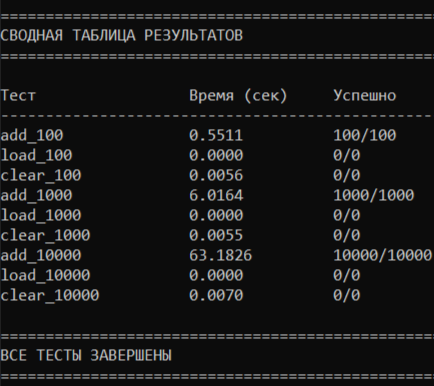 ==================================================
СВОДНАЯ ТАБЛИЦА РЕЗУЛЬТАТОВ
==================================================
Тест Время (сек) Успешно
--------------------------------------------------
add_100 0.5511 100/100
load_100 0.0000 0/0
clear_100 0.0056 0/0
add_1000 6.0164 1000/1000
load_1000 0.0000 0/0
clear_1000 0.0055 0/0
add_10000 63.1826 10000/10000
load_10000 0.0000 0/0
clear_10000 0.0070 0/0
==================================================
ВСЕ ТЕСТЫ ЗАВЕРШЕНЫ
==================================================